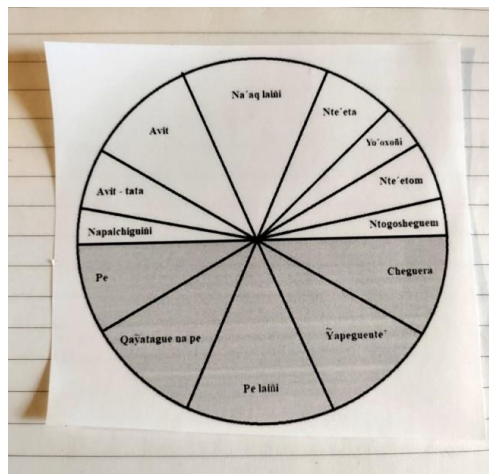 Na´aq laiñi
Nte´eta
Avit
Yo´oxoñi
Nte´etom
Avit - tata
Ntogosheguem
Napalchiguiñi
Cheguera
Pe
Qaỹatague na pe
Ỹapeguente´
Pe laiñi